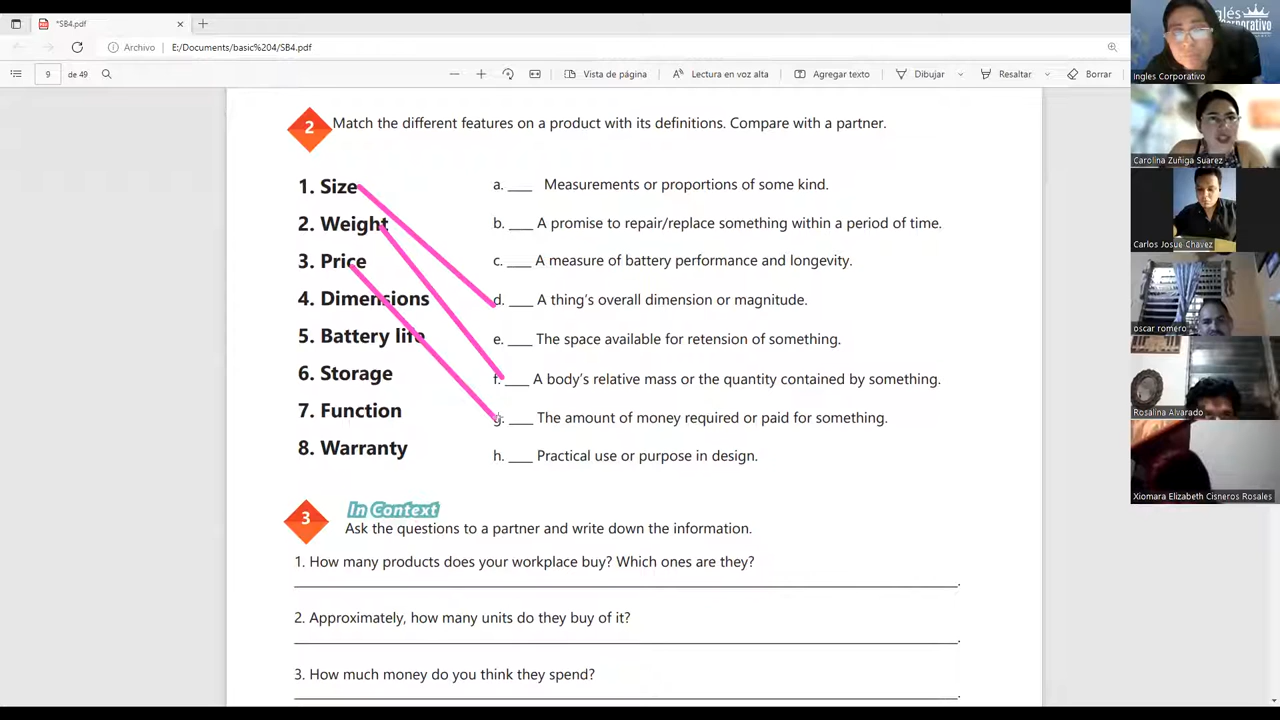 *SB4.pdf
Archivo
E:/Documents/basic%204/SB4.pdf
9
de 49
Vista de página
Lectura en voz alta
Agregar texto
Dibujar
Resaltar
Borrar
2 Match the different features on a product with its definitions. Compare with a partner.
1. Size
2. Weight
3. Price
4. Dimensions
5. Battery life
6. Storage
7. Function
8. Warranty
a. ____ Measurements or proportions of some kind.
b. ____ A promise to repair/replace something within a period of time.
c. ____ A measure of battery performance and longevity.
d. ____ A thing's overall dimension or magnitude.
e. ____ The space available for retension of something.
f. ____ A body's relative mass or the quantity contained by something.
g. ____ The amount of money required or paid for something.
h. ____ Practical use or purpose in design.
3 In Context
Ask the questions to a partner and write down the information.
1. How many products does your workplace buy? Which ones are they?
2. Approximately, how many units do they buy of it?
3. How much money do you think they spend?
Ingles Corporativo
Carolina Zuñiga Suarez
Carlos Josue Chavez
oscar romero
Rosalina Alvarado
Xiomara Elizabeth Cisneros Rosales